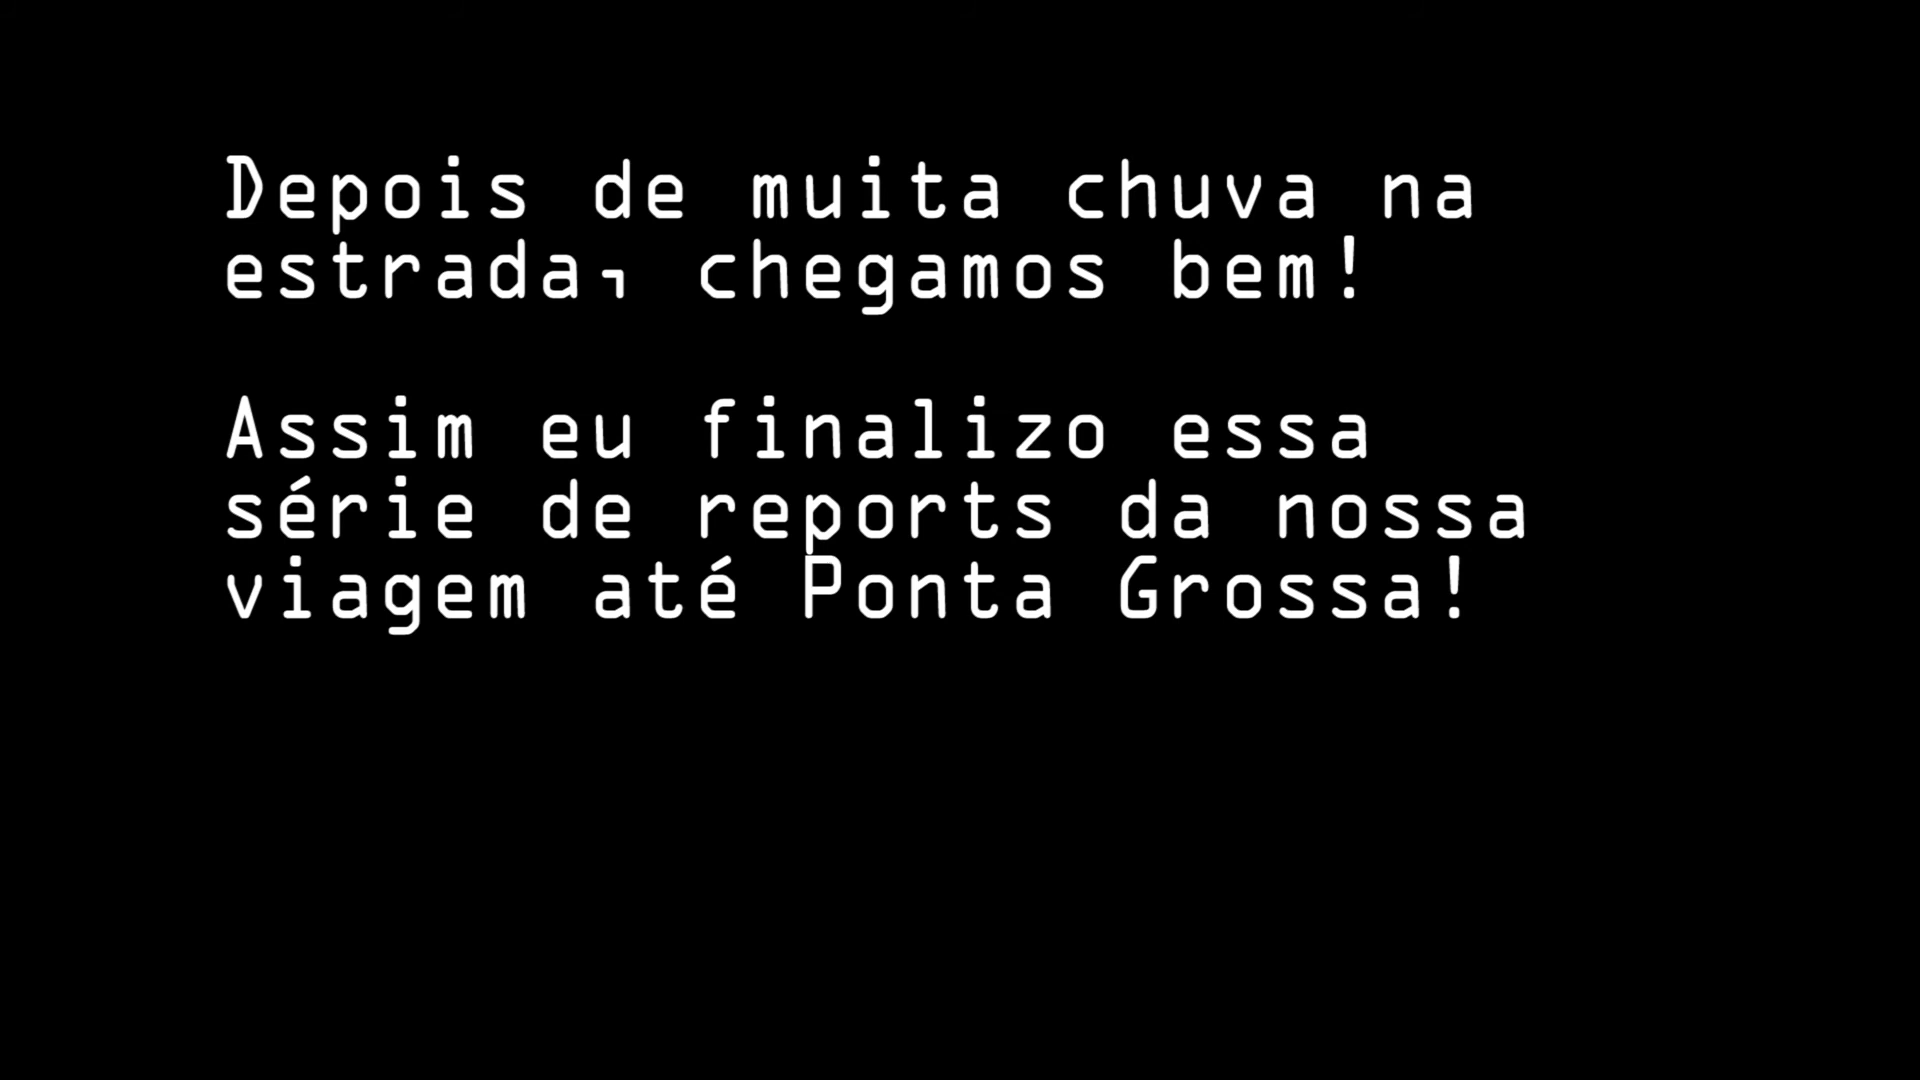 Depois de muita chuva na
estrada, chegamos bem!
Assim eu finalizo essa
série de reports da nossa
viagem até Ponta Grossa!